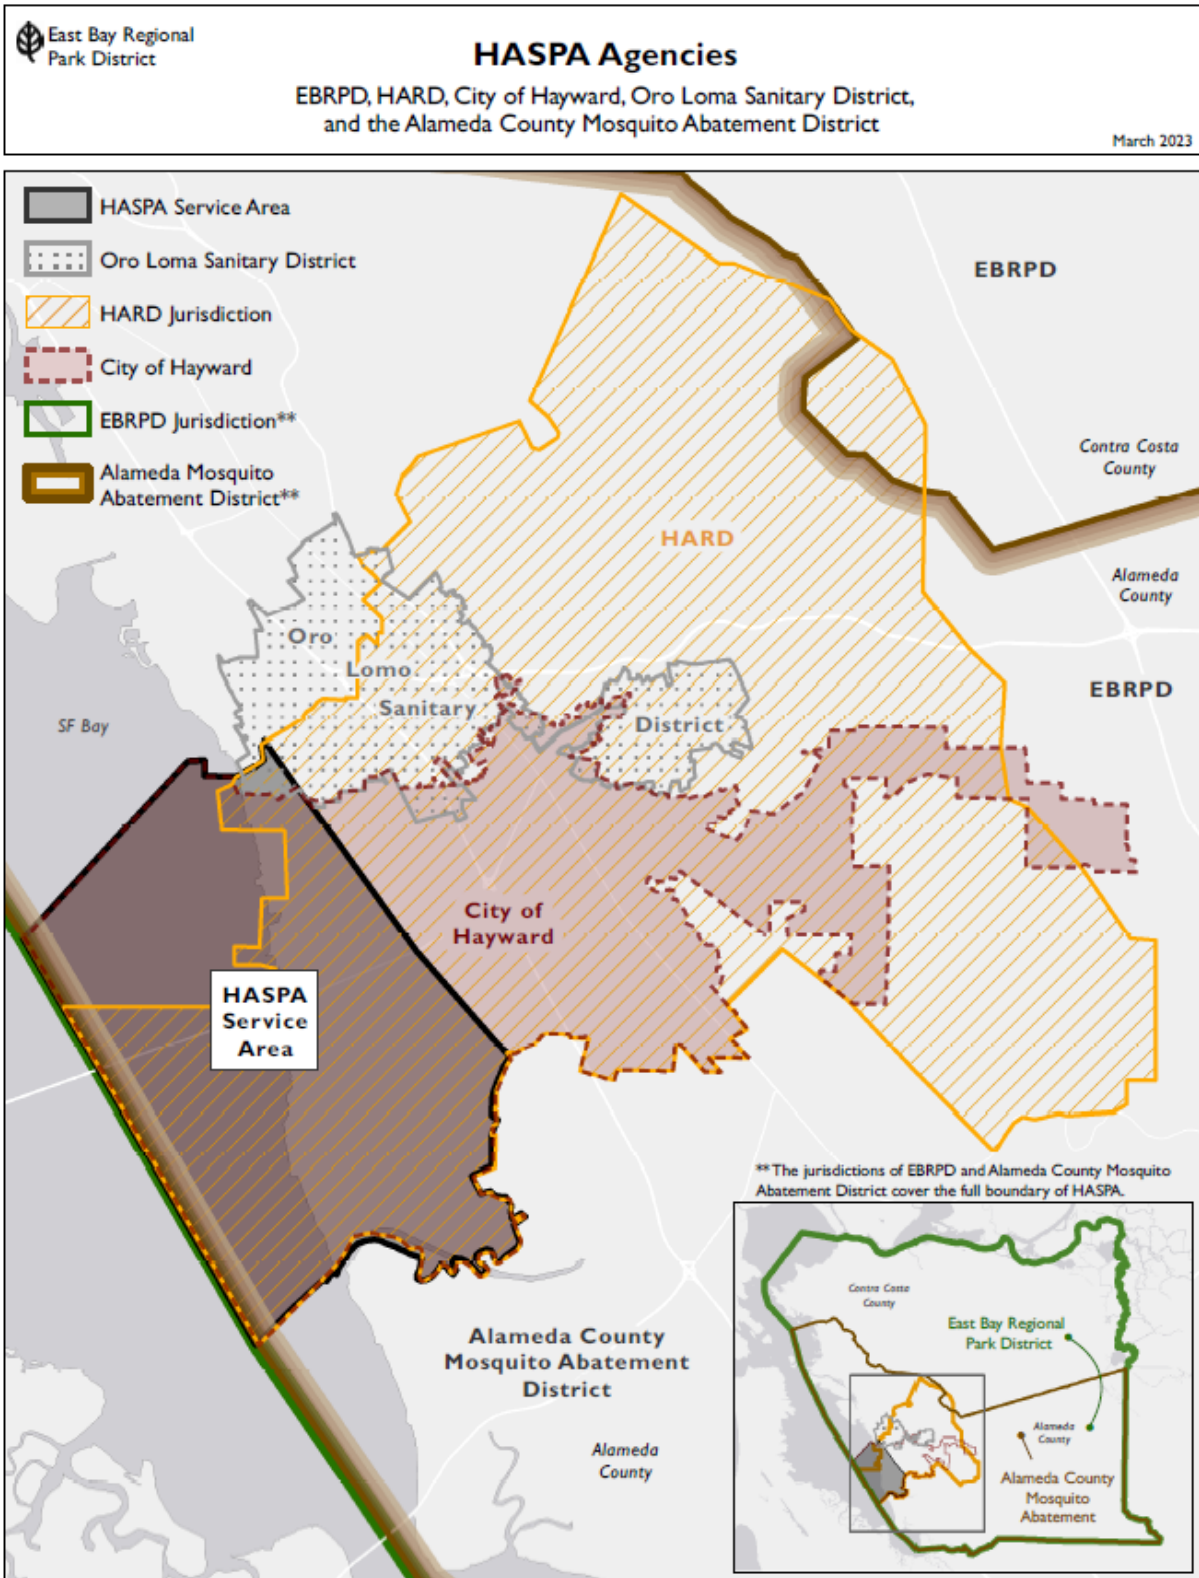 East Bay Regional
Park District
HASPA Agencies
EBRPD, HARD, City of Hayward, Oro Loma Sanitary District,
and the Alameda County Mosquito Abatement District
March 2023
HASPA Service Area
Oro Loma Sanitary District
HARD Jurisdiction
City of Hayward
EBRPD Jurisdiction**
Alameda Mosquito
Abatement District**
EBRPD
Contra Costa
County
HARD
Alameda
County
Oro
Lomo
Sanitary
District
EBRPD
SF Bay
City of
Hayward
HASPA
Service
Area
**The jurisdictions of EBRPD and Alameda County Mosquito
Abatement District cover the full boundary of HASPA.
Alameda County
Mosquito Abatement
District
Alameda
County
Contra Costa
County
East Bay Regional
Park District
Alameda
County
Alameda County
Mosquito
Abatement